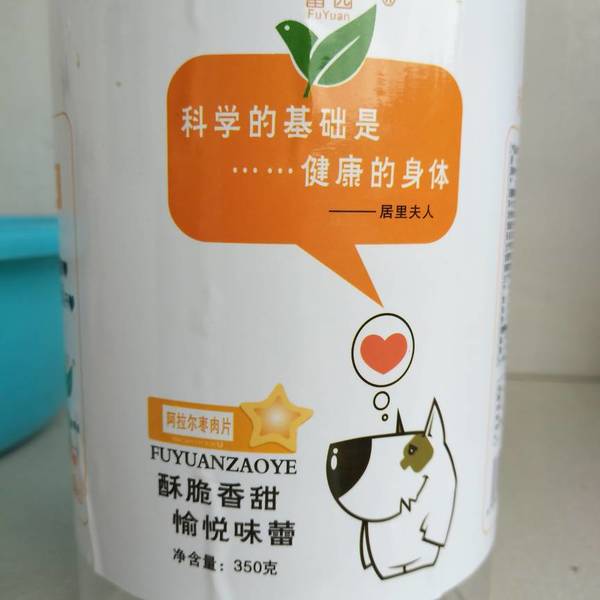 FuYuan
®
科学的基础是
……健康的身体
——居里夫人
阿拉尔枣肉片
FUYUANZAOYE
酥脆香甜
愉悦味蕾
净含量：350克